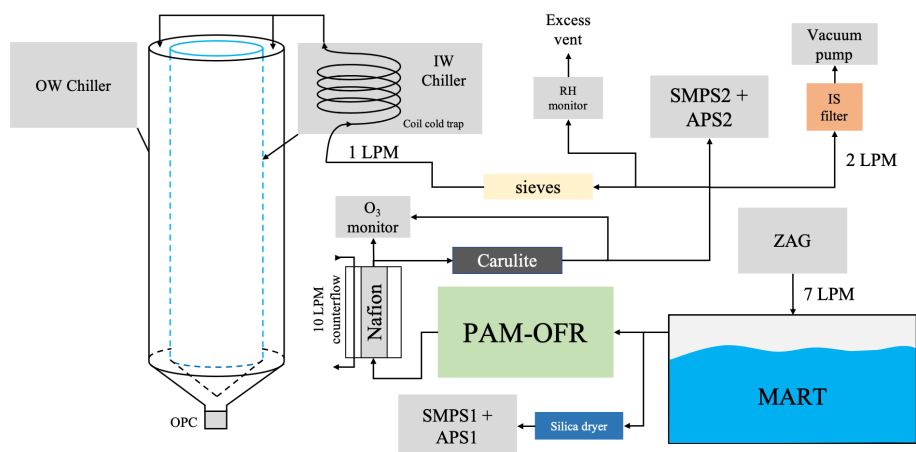 OW Chiller
IW
Chiller
Coil cold trap
Excess
vent
RH
monitor
SMPS2 +
APS2
Vacuum
pump
IS
filter
2 LPM
1 LPM
sieves
O3
monitor
Carulite
ZAG
7 LPM
10 LPM
counterflow
Nafion
PAM-OFR
MART
SMPS1 +
APS1
Silica dryer
OPC